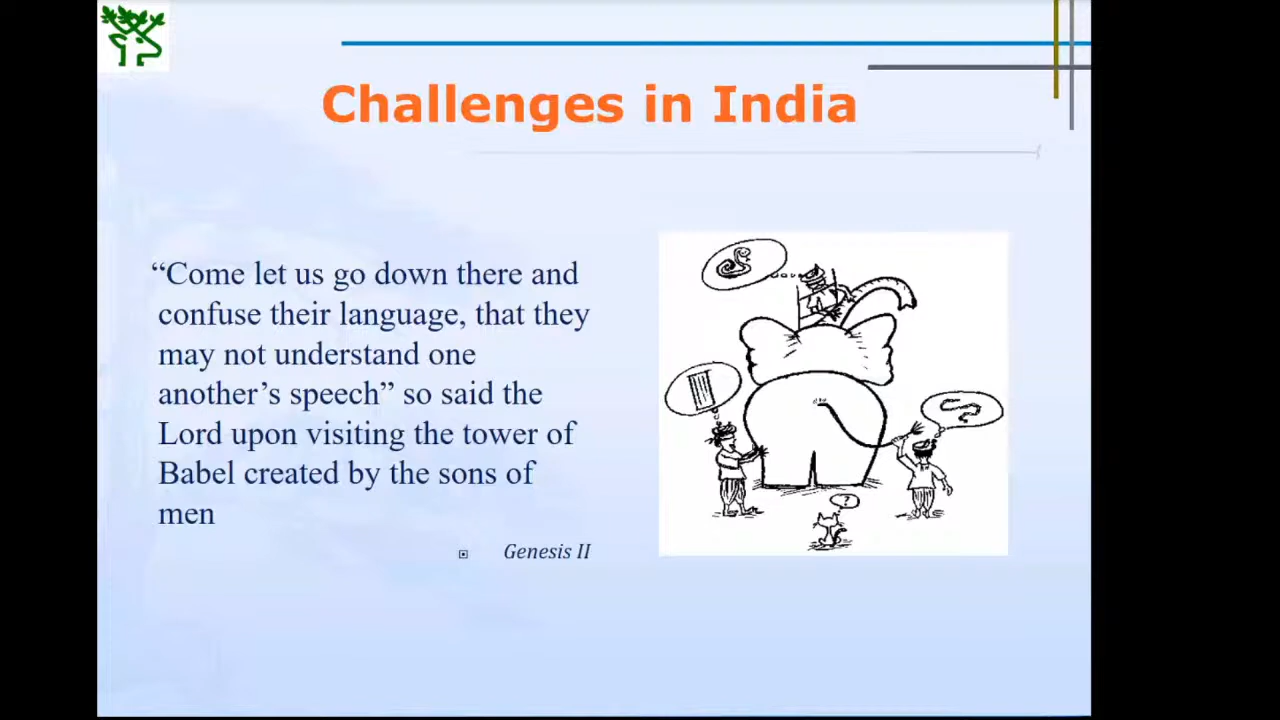 Challenges in India
“Come let us go down there and
confuse their language, that they
may not understand one
another’s speech” so said the
Lord upon visiting the tower of
Babel created by the sons of
men
Genesis II
?